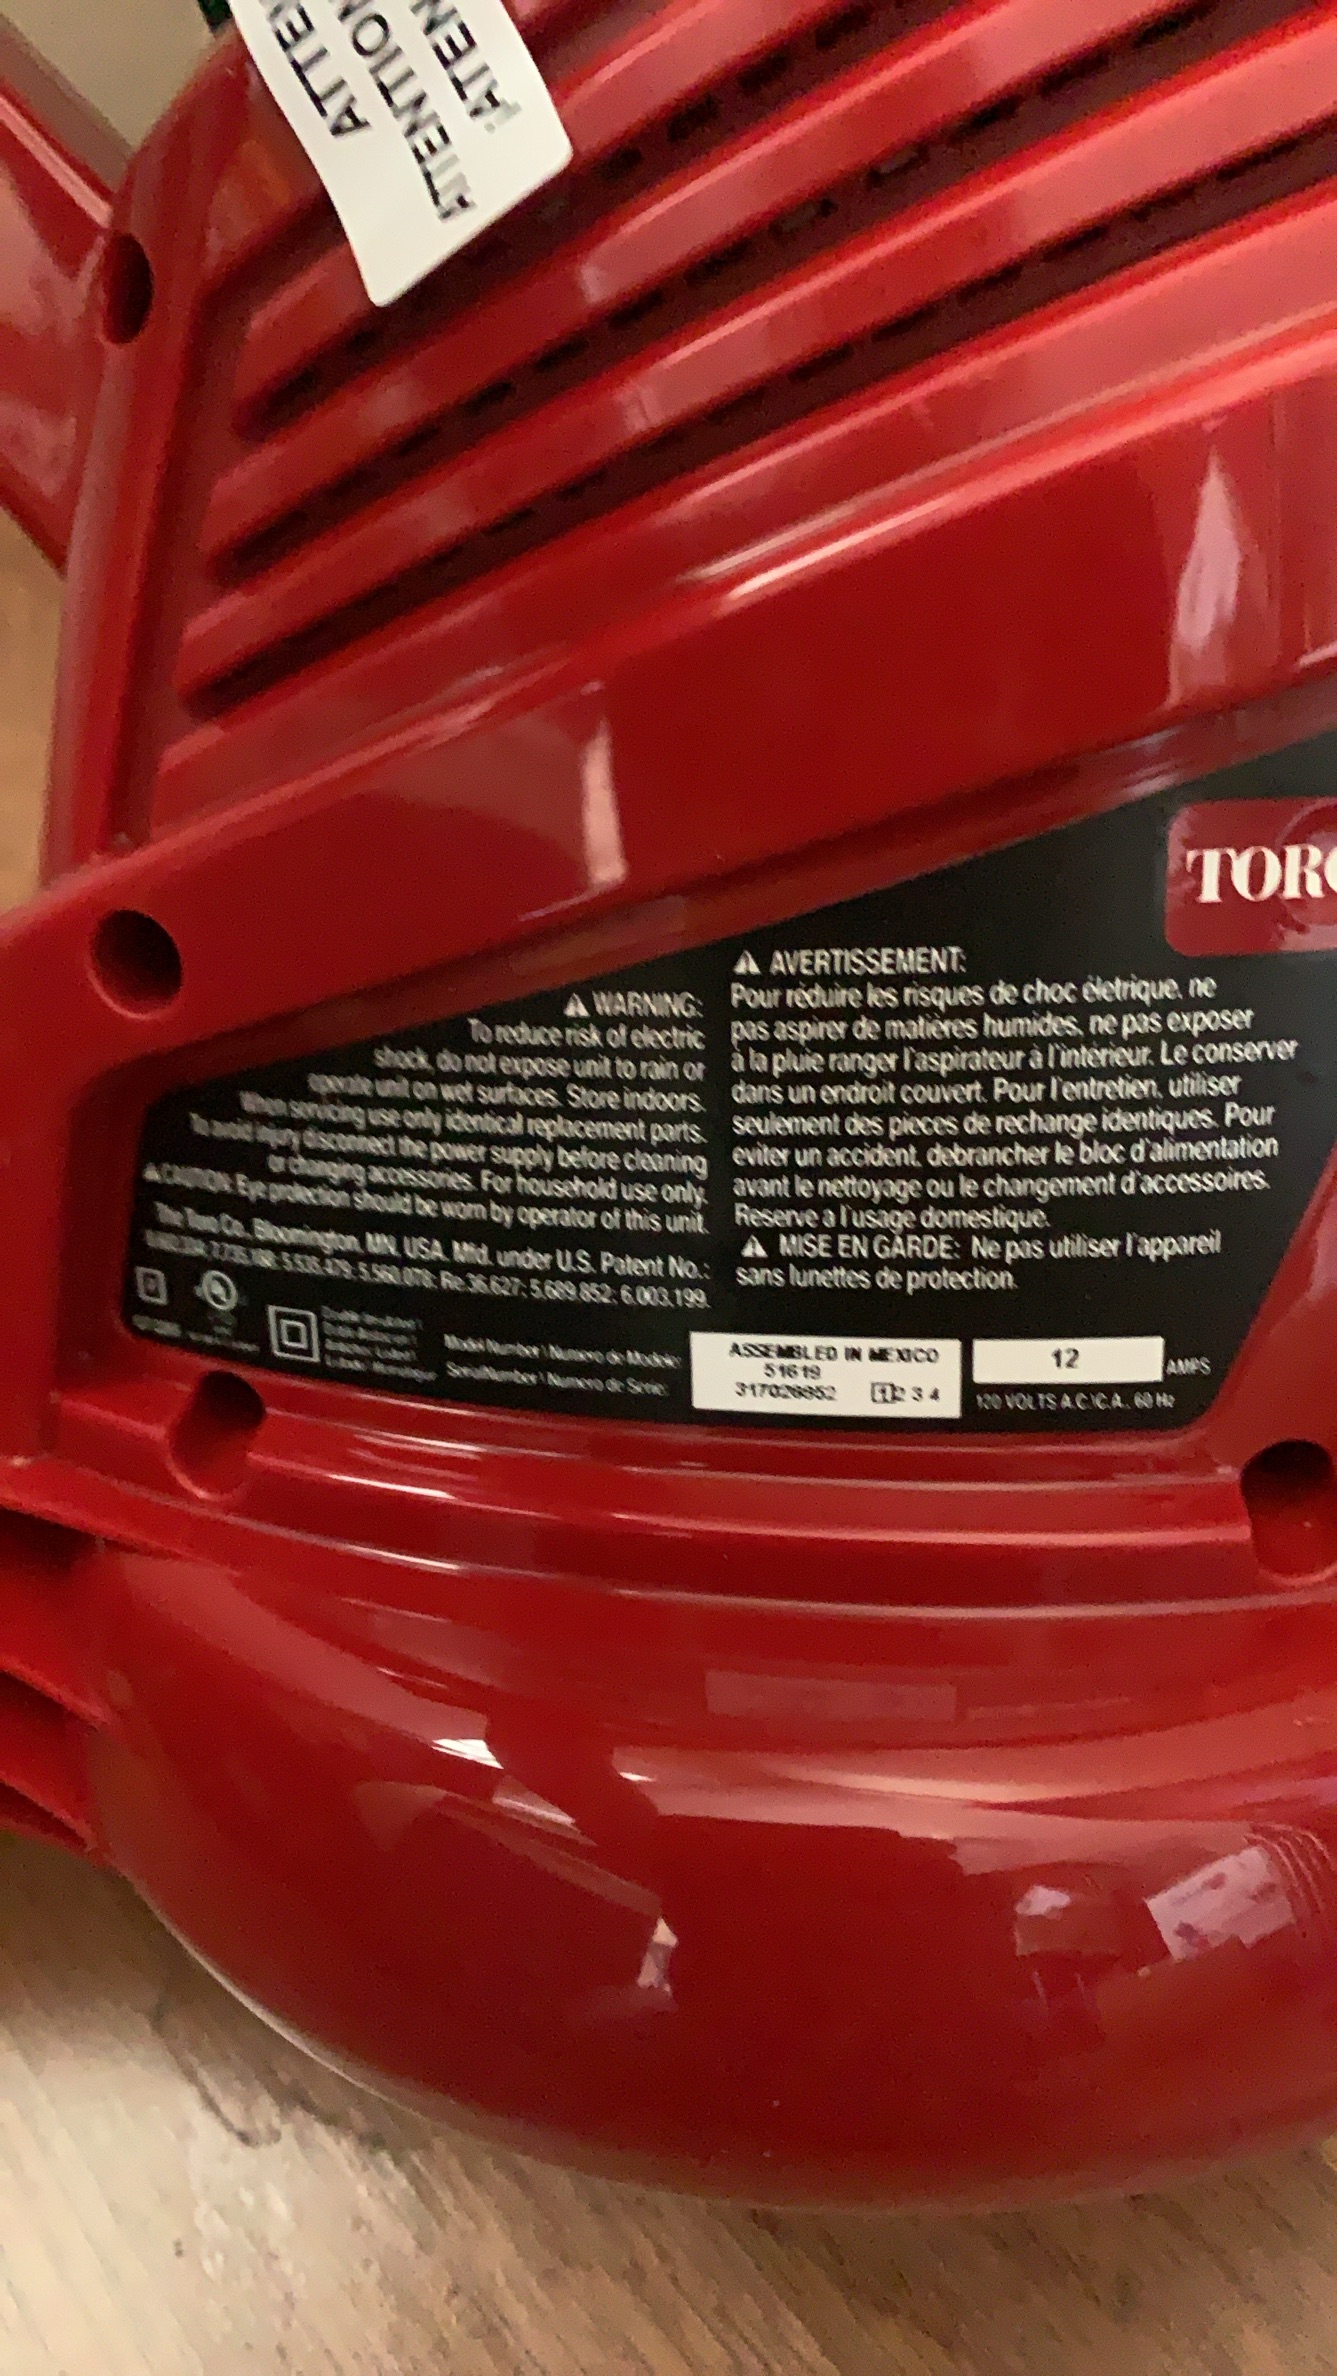 ATTE
ATTENTION
¡ATEN
TORO
⚠ WARNING:
To reduce risk of electric
shock, do not expose unit to rain or
operate unit on wet surfaces. Store indoors.
When servicing use only identical replacement parts.
To avoid injury disconnect the power supply before cleaning
or changing accessories. For household use only.
⚠CAUTION: Eye protection should be worn by operator of this unit.
The Toro Co., Bloomington, MN, USA. Mfd. under U.S. Patent No.:
5,535,479; 5,560,078; Re.36,627; 5,689,852; 6,003,199.
⚠ AVERTISSEMENT:
Pour réduire les risques de choc életrique, ne
pas aspirer de matières humides, ne pas exposer
à la pluie ranger l'aspirateur à l'intérieur. Le conserver
dans un endroit couvert. Pour l'entretien, utiliser
seulement des pieces de rechange identiques. Pour
eviter un accident, debrancher le bloc d'alimentation
avant le nettoyage ou le changement d'accessoires.
Reserve a l'usage domestique.
⚠ MISE EN GARDE: Ne pas utiliser l'appareil
sans lunettes de protection.
Model Number \ Numero de Modele:
Serial Number \ Numero de Serie:
ASSEMBLED IN MEXICO
51619
317026952 1 2 3 4
12
AMPS
120 VOLTS A.C.\C.A., 60 Hz